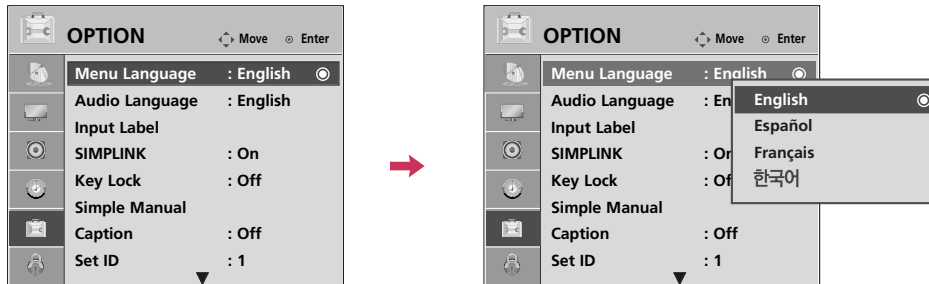 OPTION
Move Enter
Menu Language : English
Audio Language : English
Input Label
SIMPLINK : On
Key Lock : Off
Simple Manual
Caption : Off
Set ID : 1
OPTION
Move Enter
Menu Language : English
Audio Language : En
Input Label
SIMPLINK : On
Key Lock : Of
Simple Manual
Caption : Off
Set ID : 1
English
Español
Français
한국어